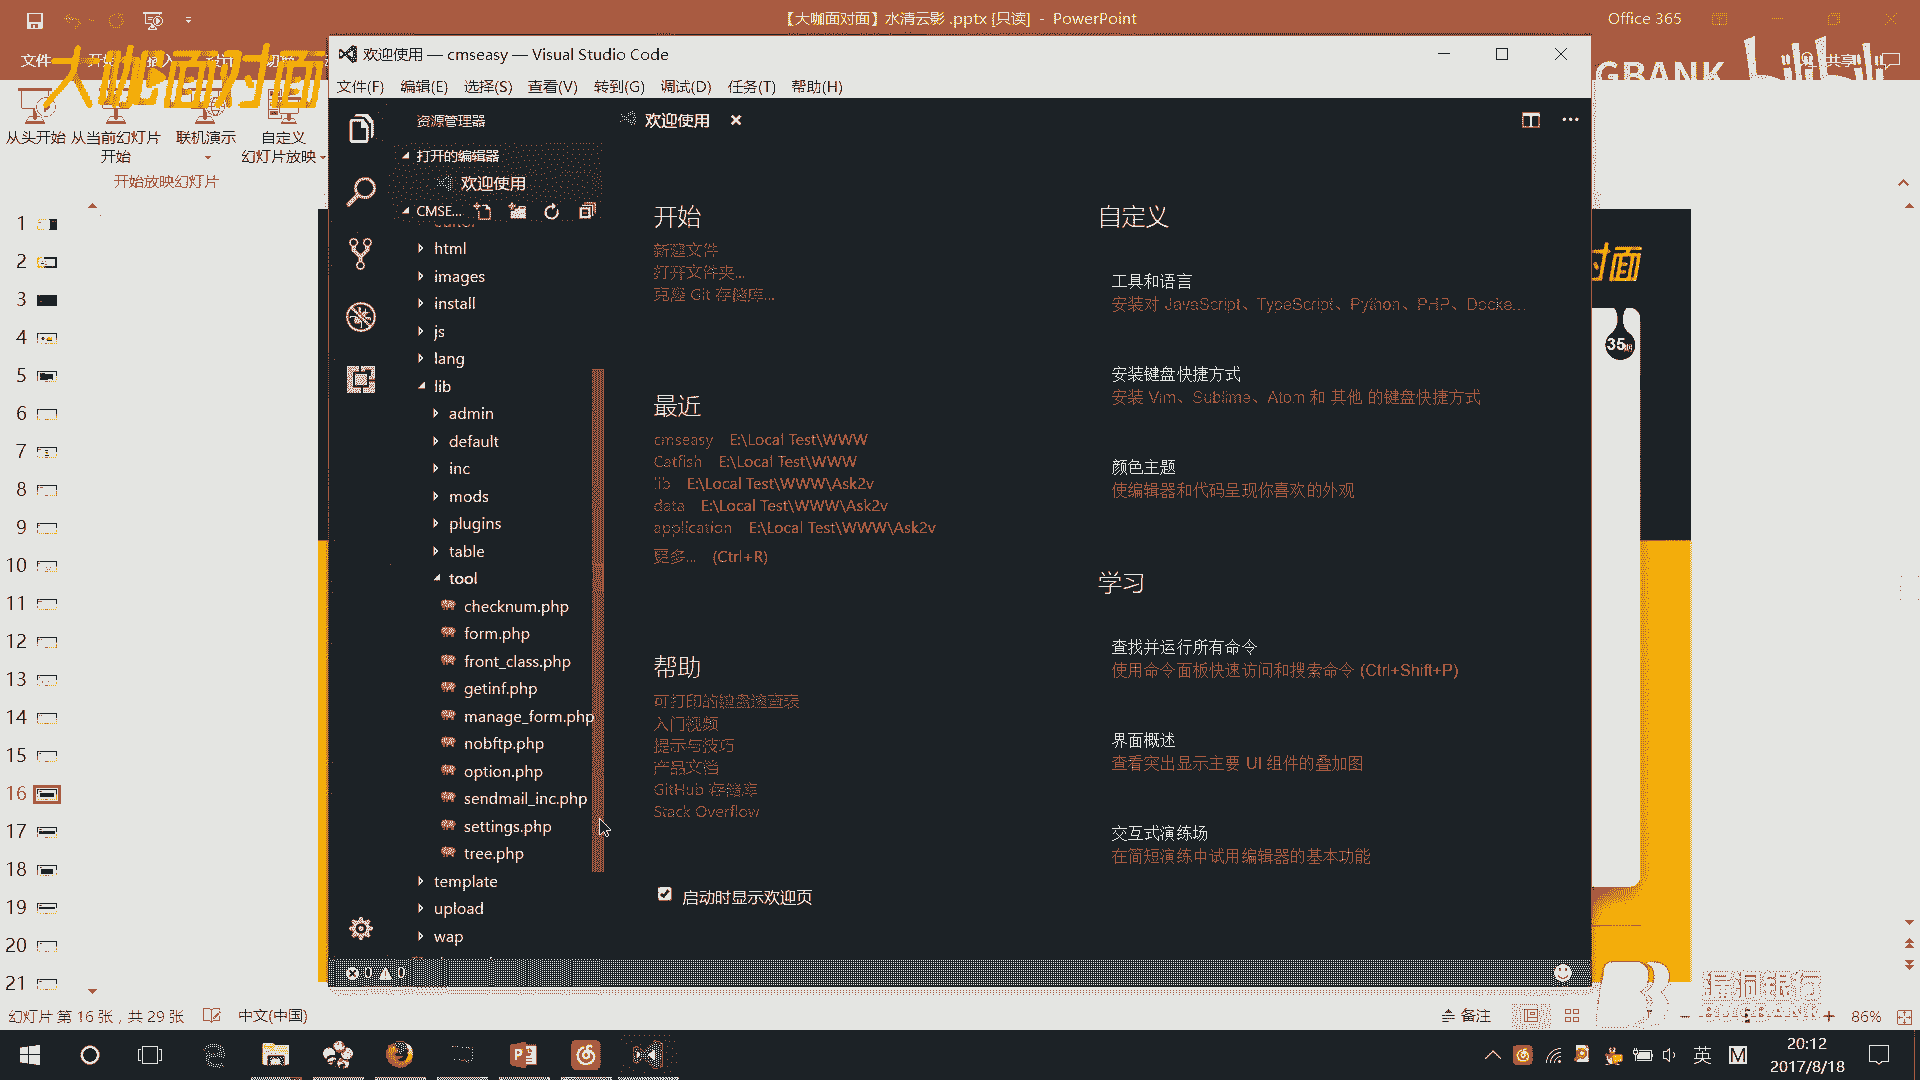 【大咖面对面】水清云影 .pptx [只读] - PowerPoint
Office 365
文件
共享
大咖面对面
GBANK
bilibili
从头开始
从当前幻灯片
开始
联机演示
自定义
幻灯片放映
开始放映幻灯片
1
2
3
4
5
6
7
8
9
10
11
12
13
14
15
16
17
18
19
20
21
欢迎使用 — cmseasy — Visual Studio Code
文件(F) 编辑(E) 选择(S) 查看(V) 转到(G) 调试(D) 任务(T) 帮助(H)
资源管理器
打开的编辑器
欢迎使用
CMSE...
editor
html
images
install
js
lang
lib
admin
default
inc
mods
plugins
table
tool
checknum.php
form.php
front_class.php
getinf.php
manage_form.php
nobftp.php
option.php
sendmail_inc.php
settings.php
tree.php
template
upload
wap
0 0
欢迎使用
开始
新建文件
打开文件夹...
克隆 Git 存储库...
最近
cmseasy E:\Local Test\WWW
Catfish E:\Local Test\WWW
lib E:\Local Test\WWW\Ask2v
data E:\Local Test\WWW\Ask2v
application E:\Local Test\WWW\Ask2v
更多... (Ctrl+R)
帮助
可打印的键盘速查表
入门视频
提示与技巧
产品文档
GitHub 存储库
Stack Overflow
启动时显示欢迎页
自定义
工具和语言
安装对 JavaScript、TypeScript、Python、PHP、Docke...
安装键盘快捷方式
安装 Vim、Sublime、Atom 和 其他 的键盘快捷方式
颜色主题
使编辑器和代码呈现你喜欢的外观
学习
查找并运行所有命令
使用命令面板快速访问和搜索命令 (Ctrl+Shift+P)
界面概述
查看突出显示主要 UI 组件的叠加图
交互式演练场
在简短演练中试用编辑器的基本功能
对面
35期
漏洞银行
BUGBANK
幻灯片 第 16 张，共 29 张 中文(中国)
备注
86%
英
M
20:12
2017/8/18